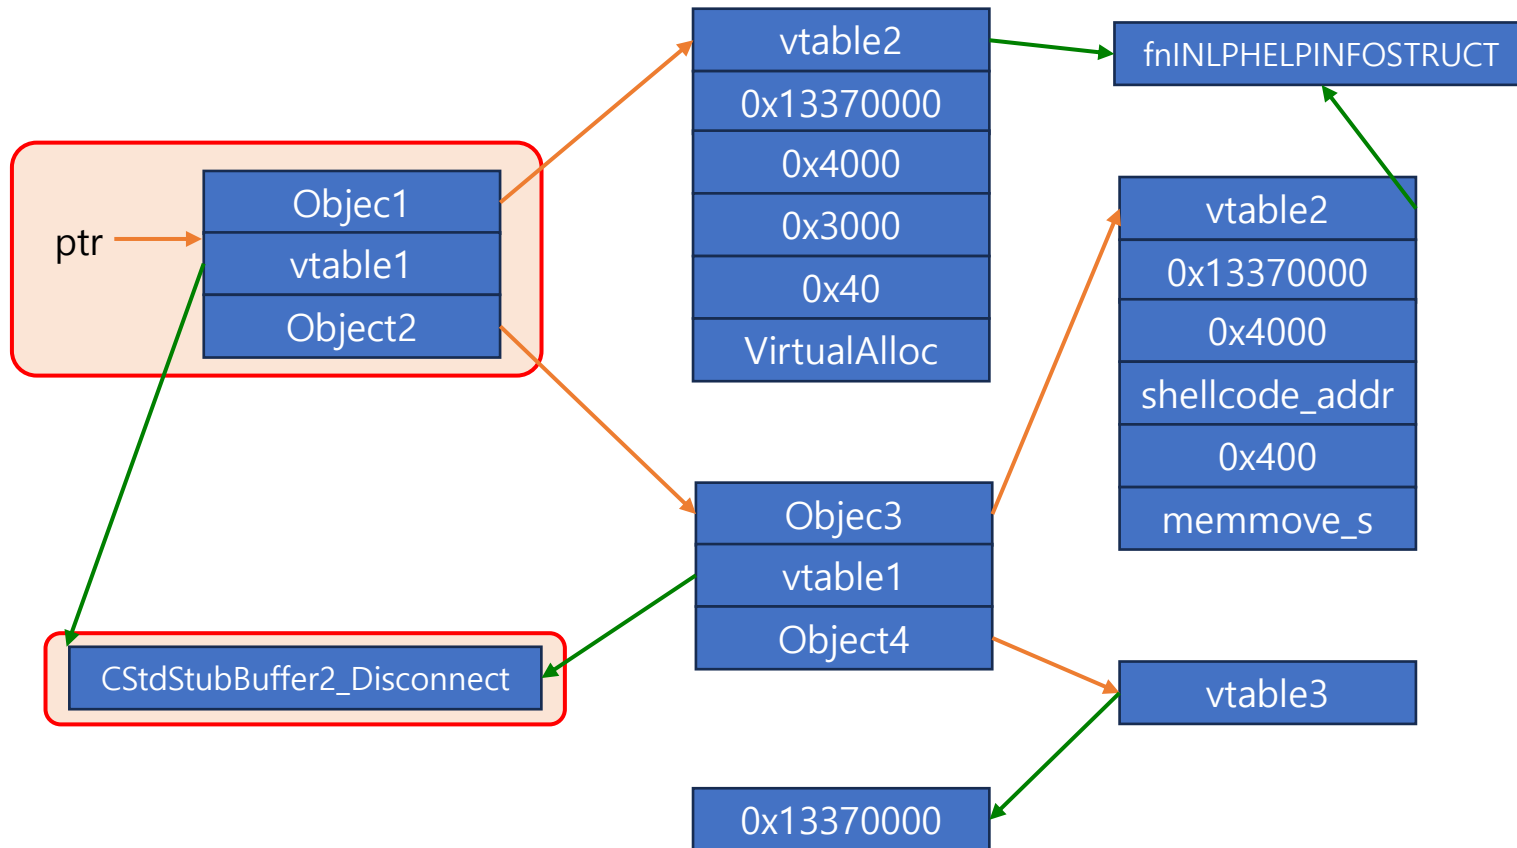 ptr
Objec1
vtable1
Object2
CStdStubBuffer2_Disconnect
vtable2
0x13370000
0x4000
0x3000
0x40
VirtualAlloc
Objec3
vtable1
Object4
0x13370000
fnINLPHELPINFOSTRUCT
vtable2
0x13370000
0x4000
shellcode_addr
0x400
memmove_s
vtable3